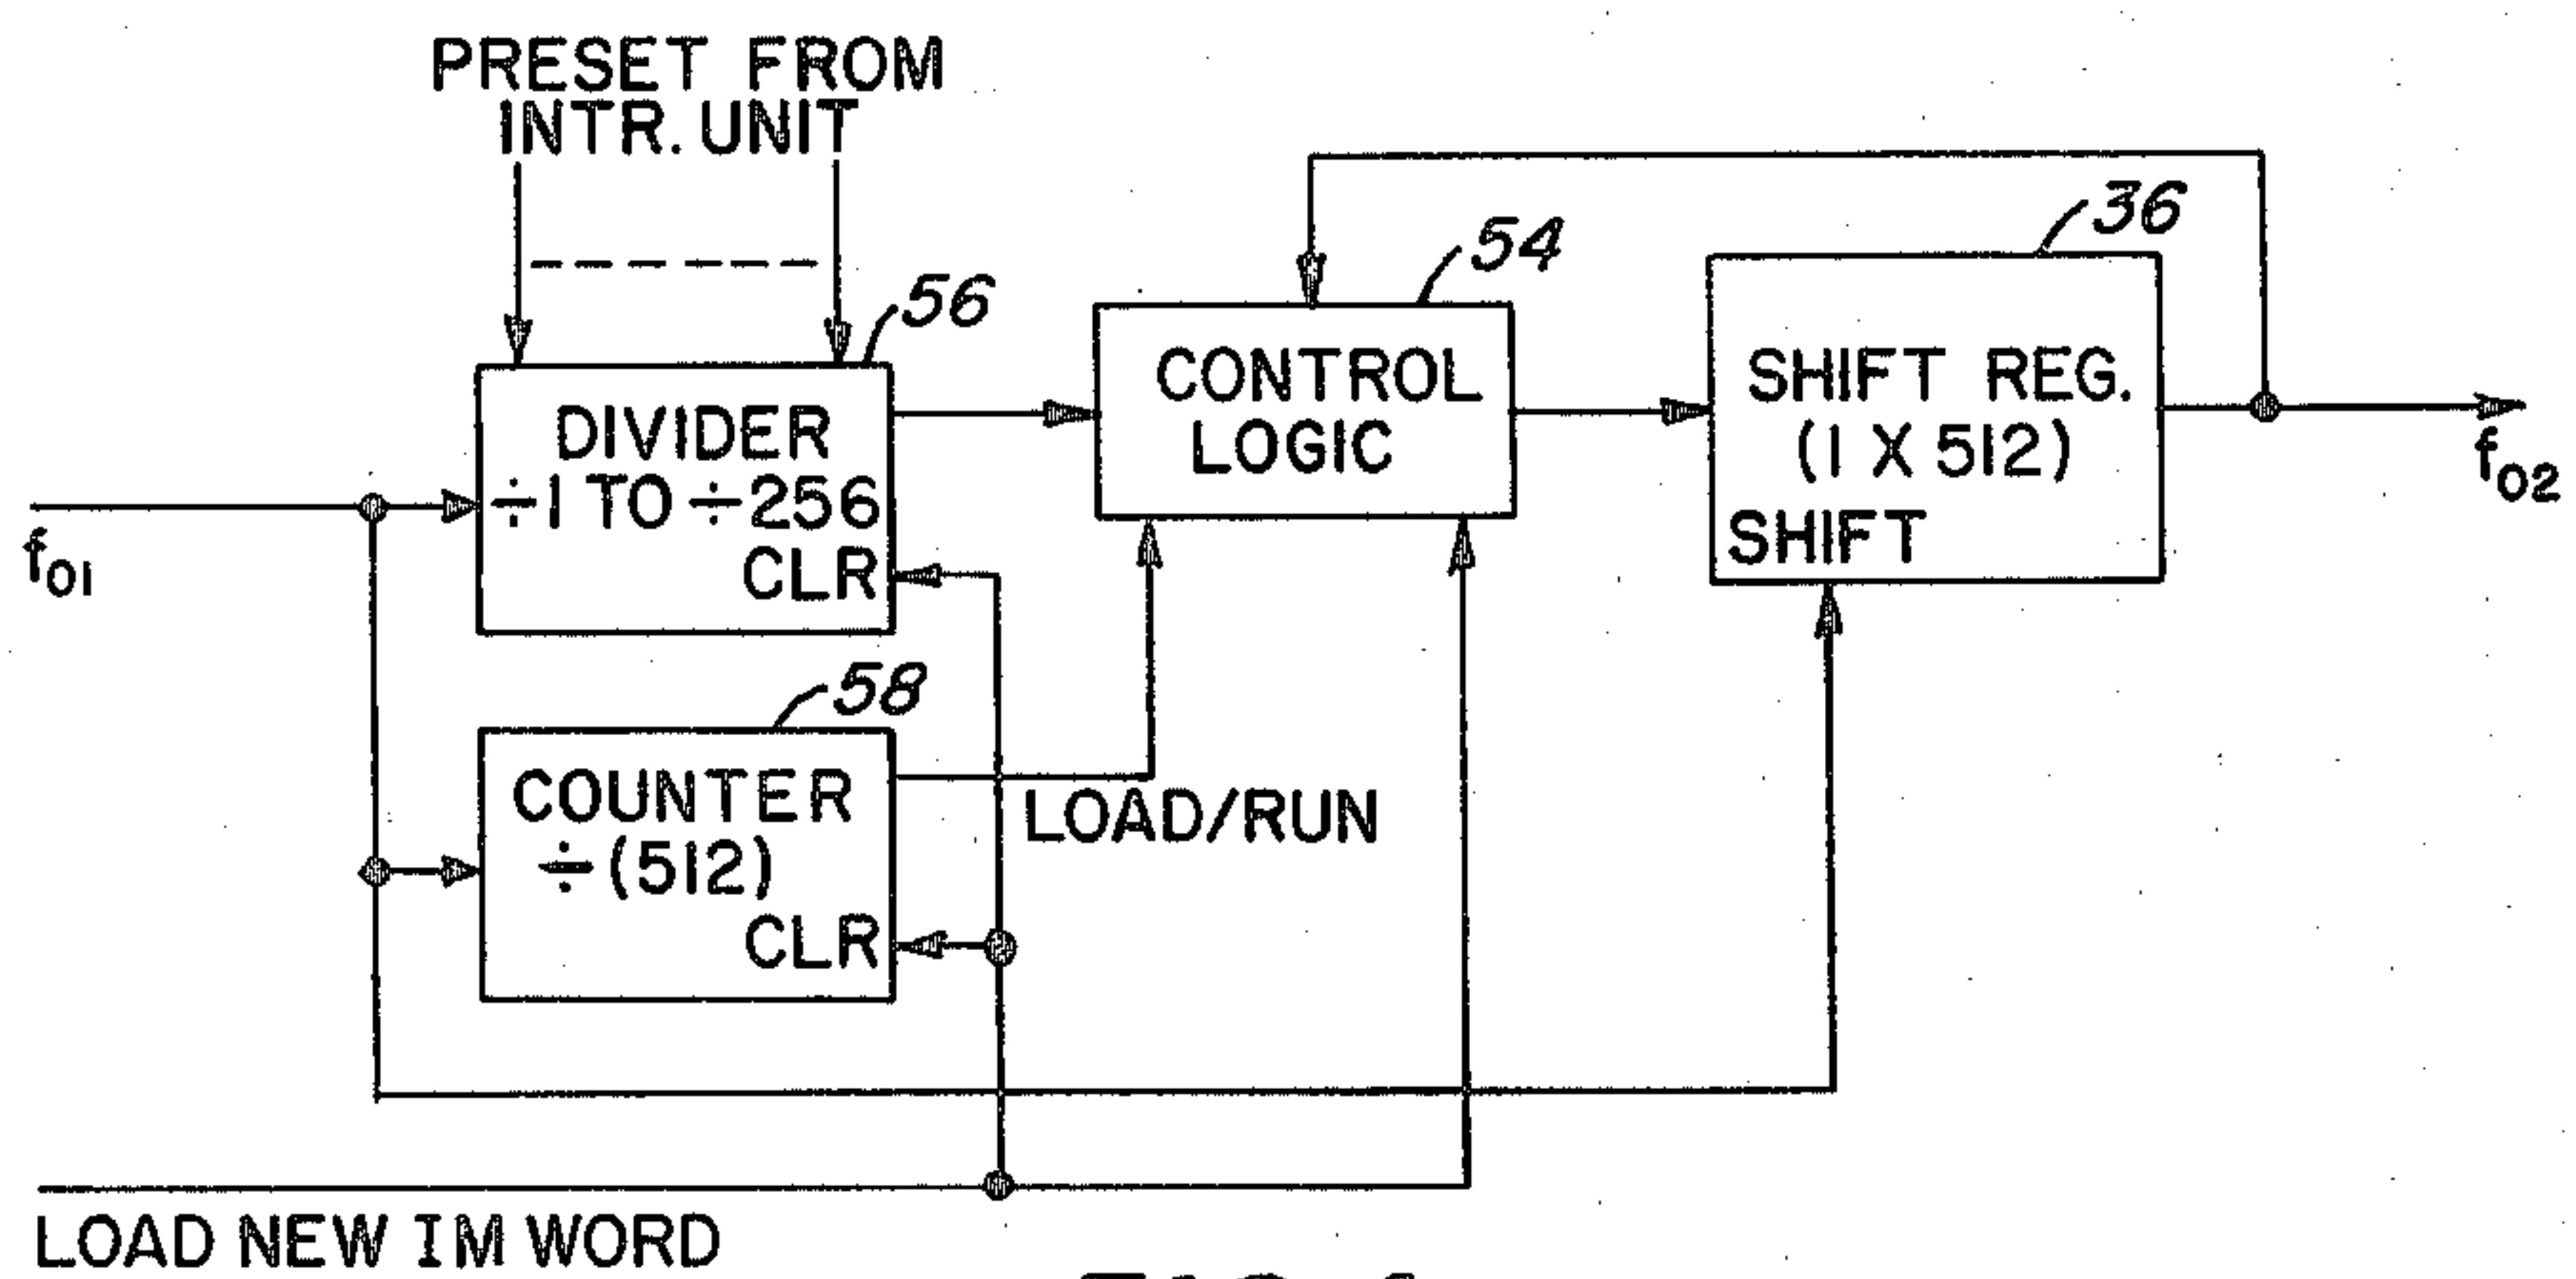 PRESET FROM
INTR. UNIT
56
DIVIDER
÷1 TO ÷256
CLR
f01
54
CONTROL
LOGIC
36
SHIFT REG.
(1 X 512)
SHIFT
f02
58
COUNTER
÷(512)
CLR
LOAD/RUN
LOAD NEW IM WORD